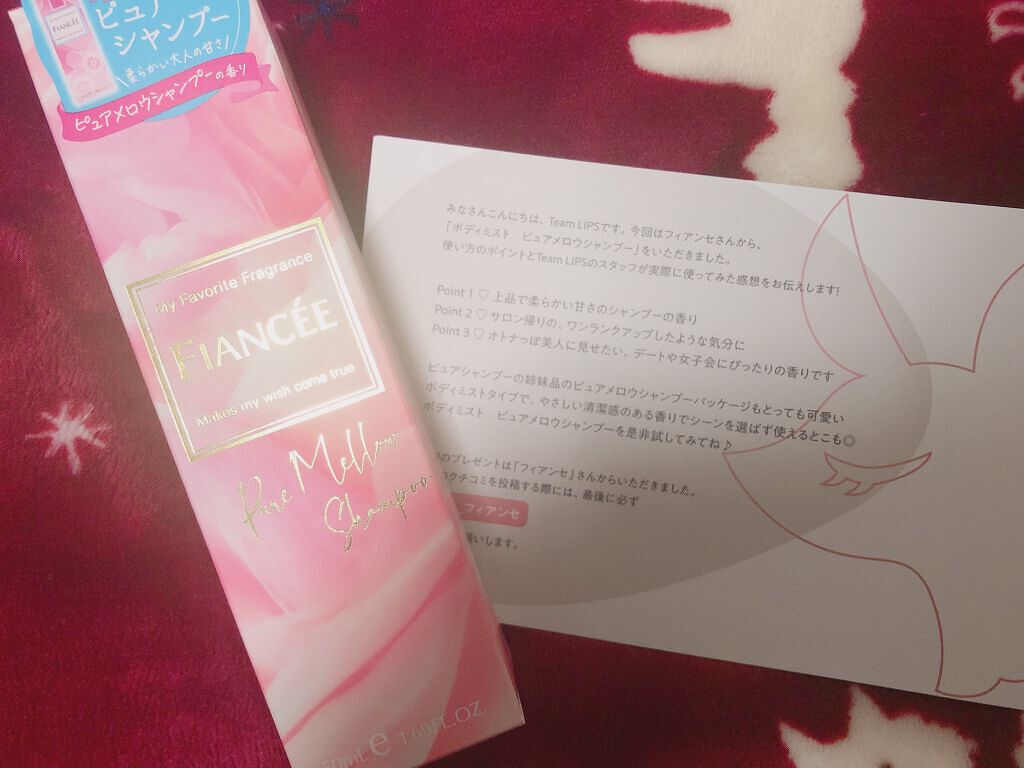 ピュア
シャンプー
\柔らかい大人の甘さ/
ピュアメロウシャンプーの香り
FIANCÉE
My Favorite Fragrance
FIANCÉE
Makes my wish come true
Pure Mellow
Shampoo
50mL e 1.69FL.OZ.
みなさんこんにちは、Team LIPSです。今回はフィアンセさんから、
「ボディミスト ピュアメロウシャンプー」をいただきました。
使い方のポイントとTeam LIPSのスタッフが実際に使ってみた感想をお伝えします!
Point 1 ♡ 上品で柔らかい甘さのシャンプーの香り
Point 2 ♡ サロン帰りの、ワンランクアップしたような気分に
Point 3 ♡ オトナっぽ美人に見せたい、デートや女子会にぴったりの香りです
ピュアシャンプーの姉妹品のピュアメロウシャンプーパッケージもとっても可愛い
ボディミストタイプで、やさしい清潔感のある香りでシーンを選ばず使えるとこも◎
ボディミスト ピュアメロウシャンプーを是非試してみてね♪
のプレゼントは「フィアンセ」さんからいただきました。
クチコミを投稿する際には、最後に必ず
フィアンセ
願いします。